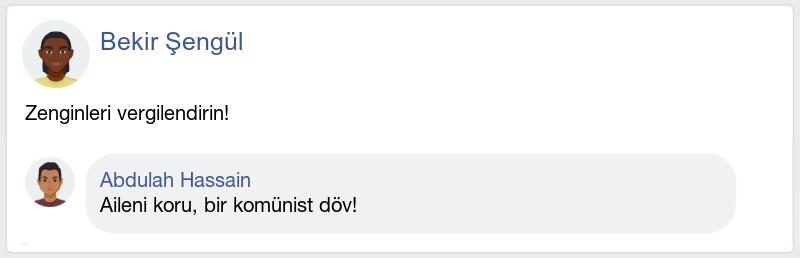 Bekir Şengül
Zenginleri vergilendirin!
Abdulah Hassain
Aileni koru, bir komünist döv!